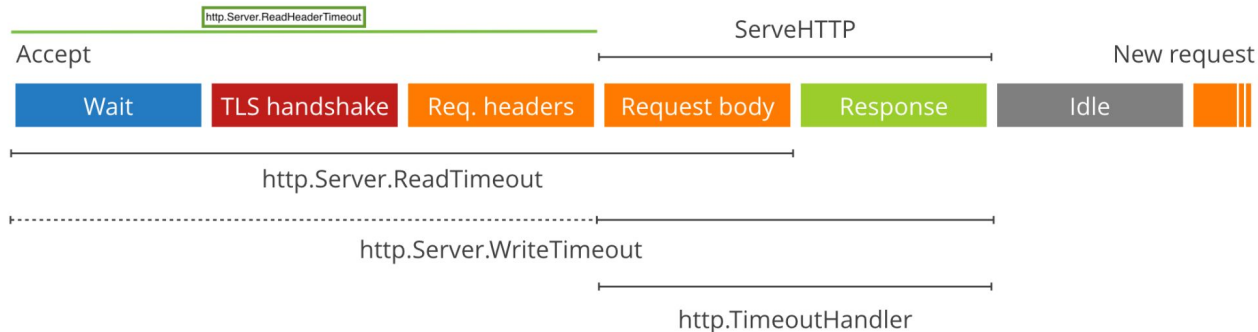 http.Server.ReadHeaderTimeout
ServeHTTP
Accept
New request
Wait
TLS handshake
Req. headers
Request body
Response
Idle
http.Server.ReadTimeout
http.Server.WriteTimeout
http.TimeoutHandler